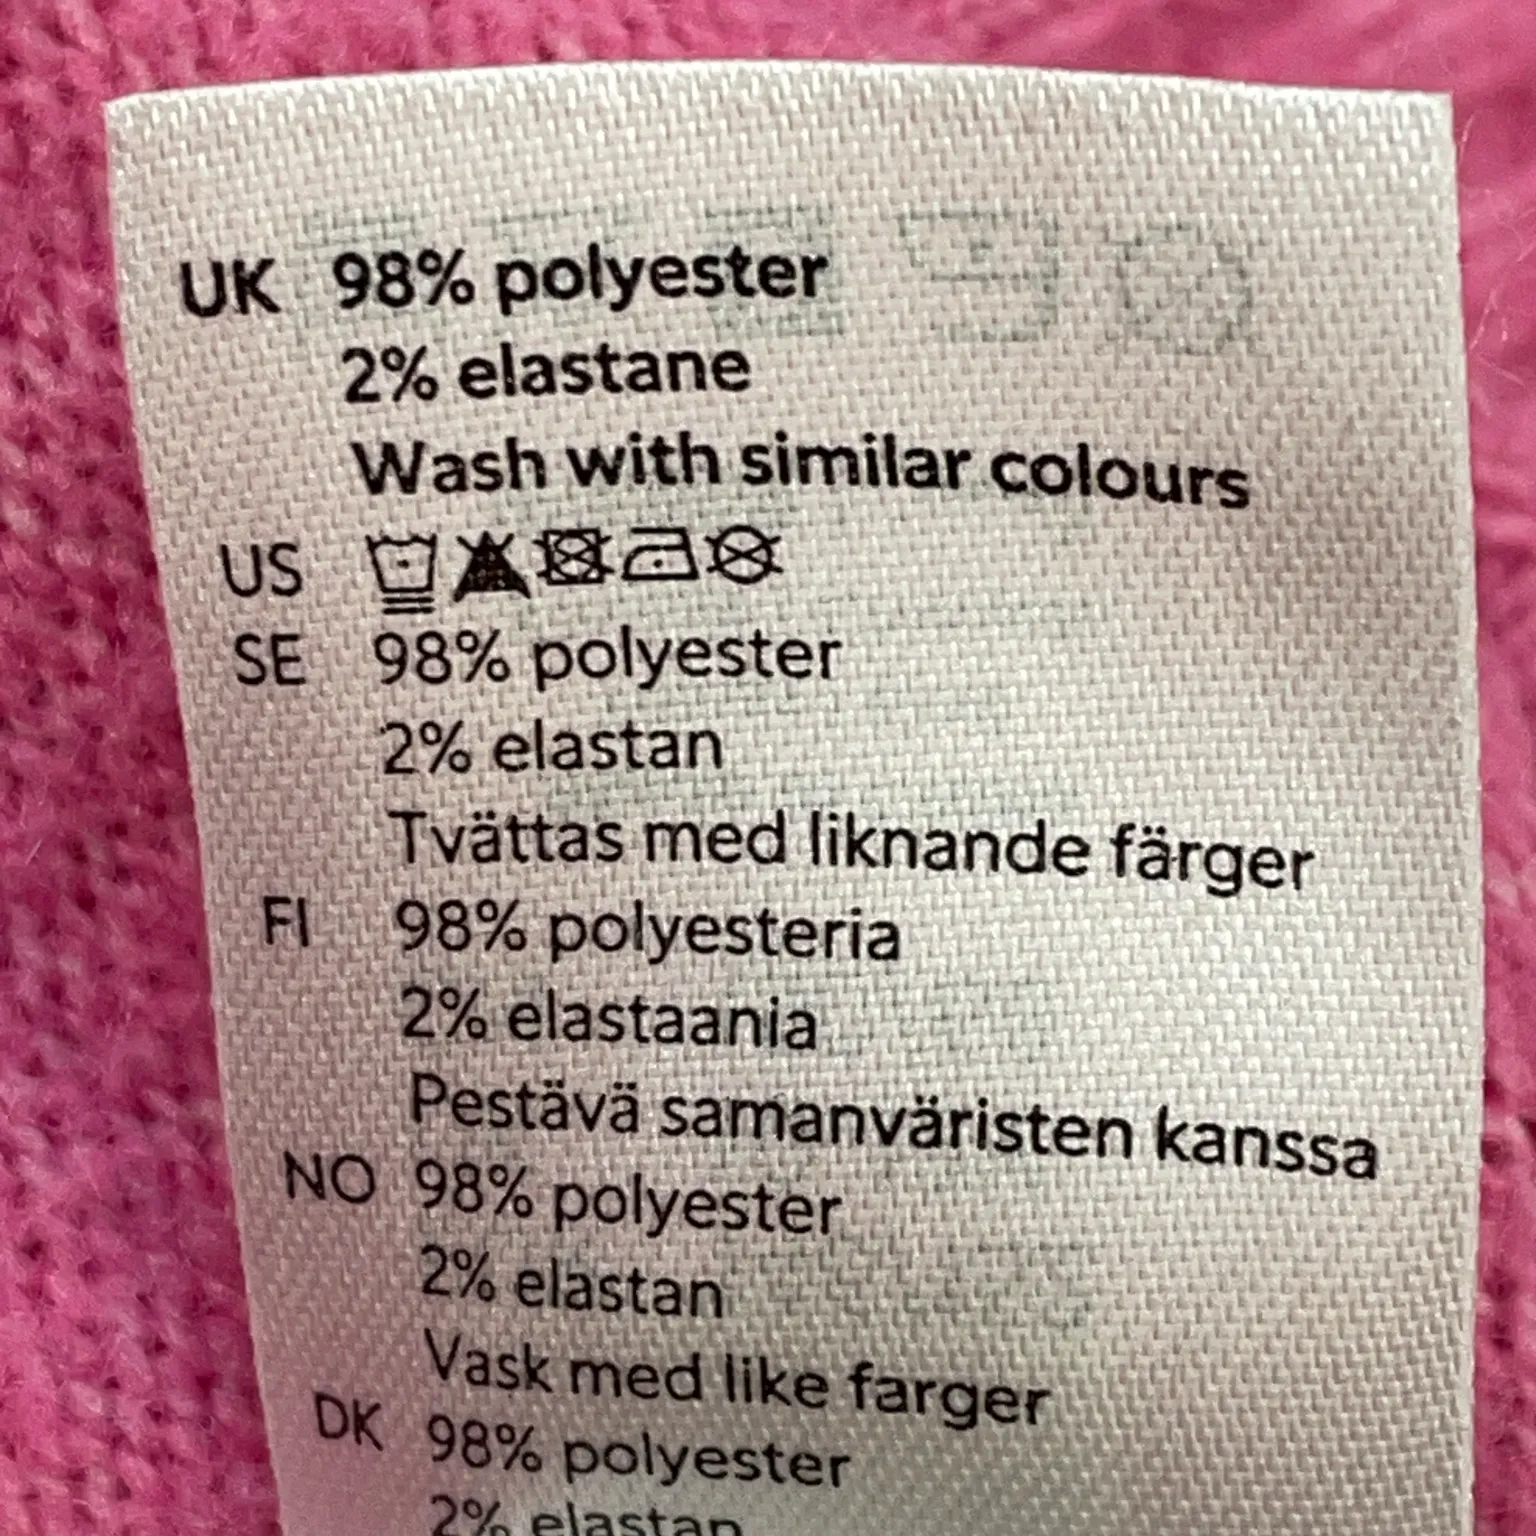 UK 98% polyester
2% elastane
Wash with similar colours
US
SE 98% polyester
2% elastan
Tvättas med liknande färger
FI 98% polyesteria
2% elastaania
Pestävä samanväristen kanssa
NO 98% polyester
2% elastan
Vask med like farger
DK 98% polyester
2% elastan